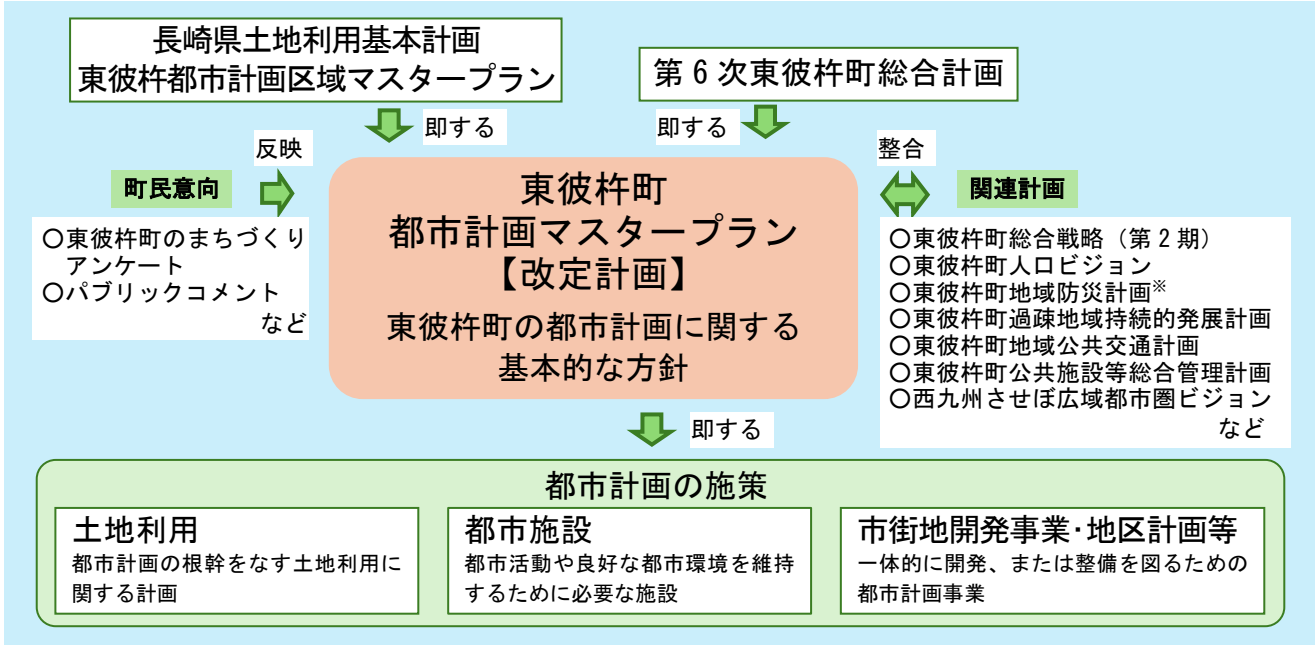 長崎県土地利用基本計画
東彼杵都市計画区域マスタープラン
第6次東彼杵町総合計画
即する
即する
反映
整合
町民意向
〇東彼杵町のまちづくり
アンケート
〇パブリックコメント
など
東彼杵町
都市計画マスタープラン
【改定計画】
東彼杵町の都市計画に関する
基本的な方針
関連計画
〇東彼杵町総合戦略（第2期）
〇東彼杵町人口ビジョン
〇東彼杵町地域防災計画※
〇東彼杵町過疎地域持続的発展計画
〇東彼杵町地域公共交通計画
〇東彼杵町公共施設等総合管理計画
〇西九州させぼ広域都市圏ビジョン
など
即する
都市計画の施策
土地利用
都市計画の根幹をなす土地利用に
関する計画
都市施設
都市活動や良好な都市環境を維持
するために必要な施設
市街地開発事業・地区計画等
一体的に開発、または整備を図るための
都市計画事業